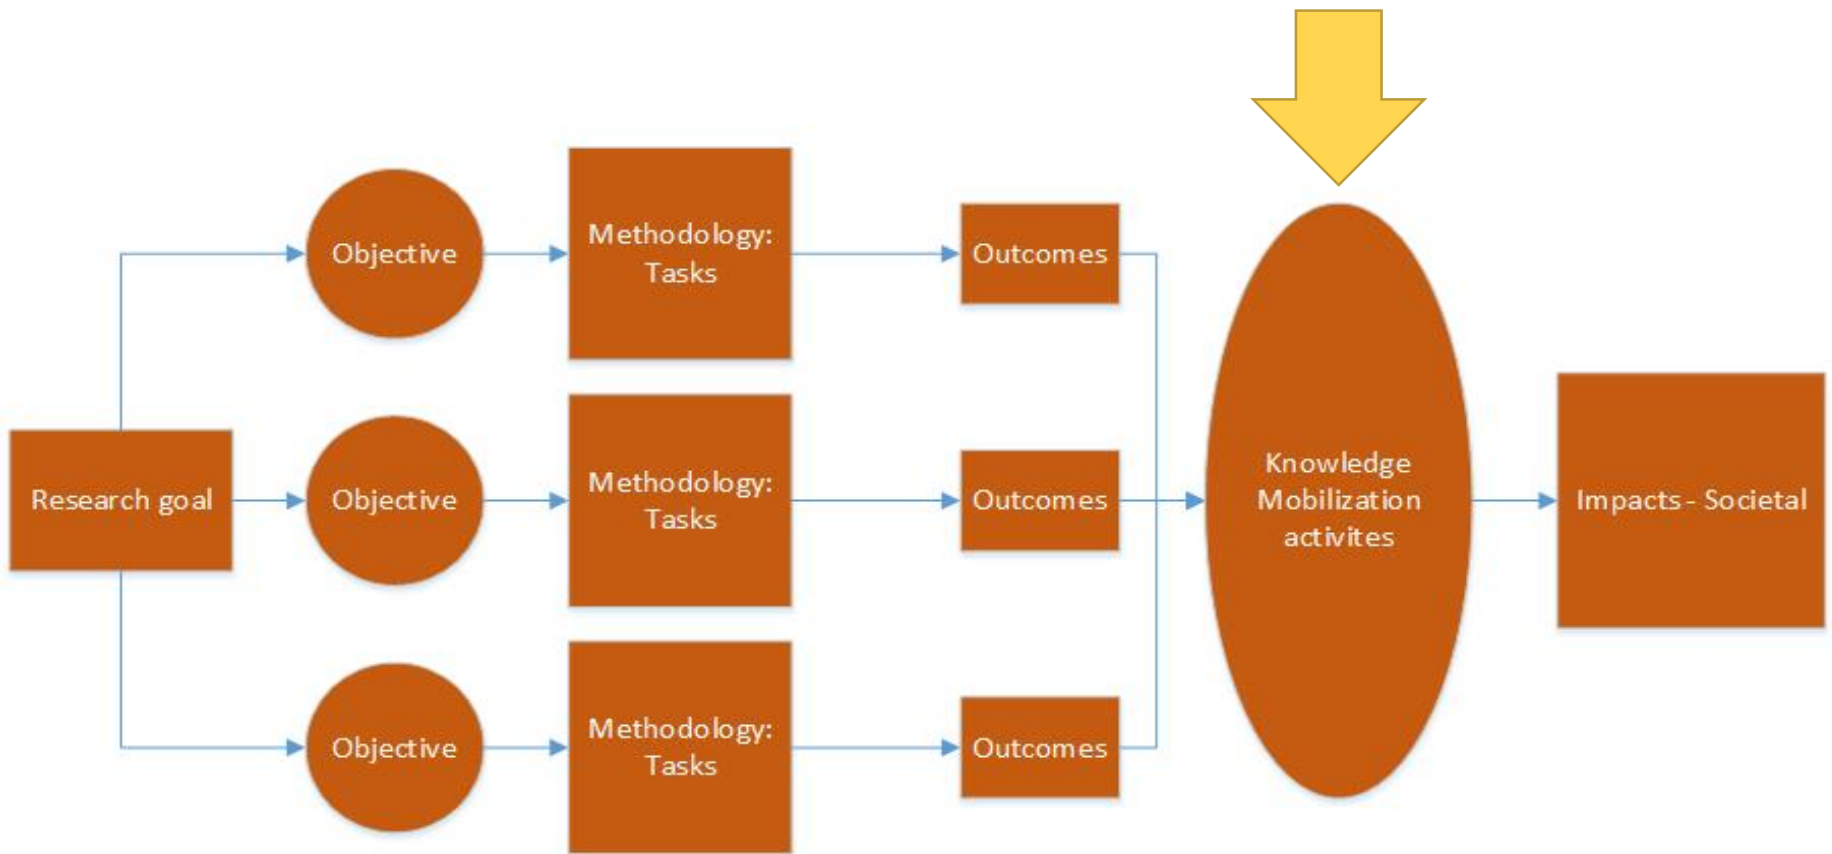 Objective
Methodology:
Tasks
Outcomes
Research goal
Objective
Methodology:
Tasks
Outcomes
Knowledge
Mobilization
activites
Impacts - Societal
Objective
Methodology:
Tasks
Outcomes